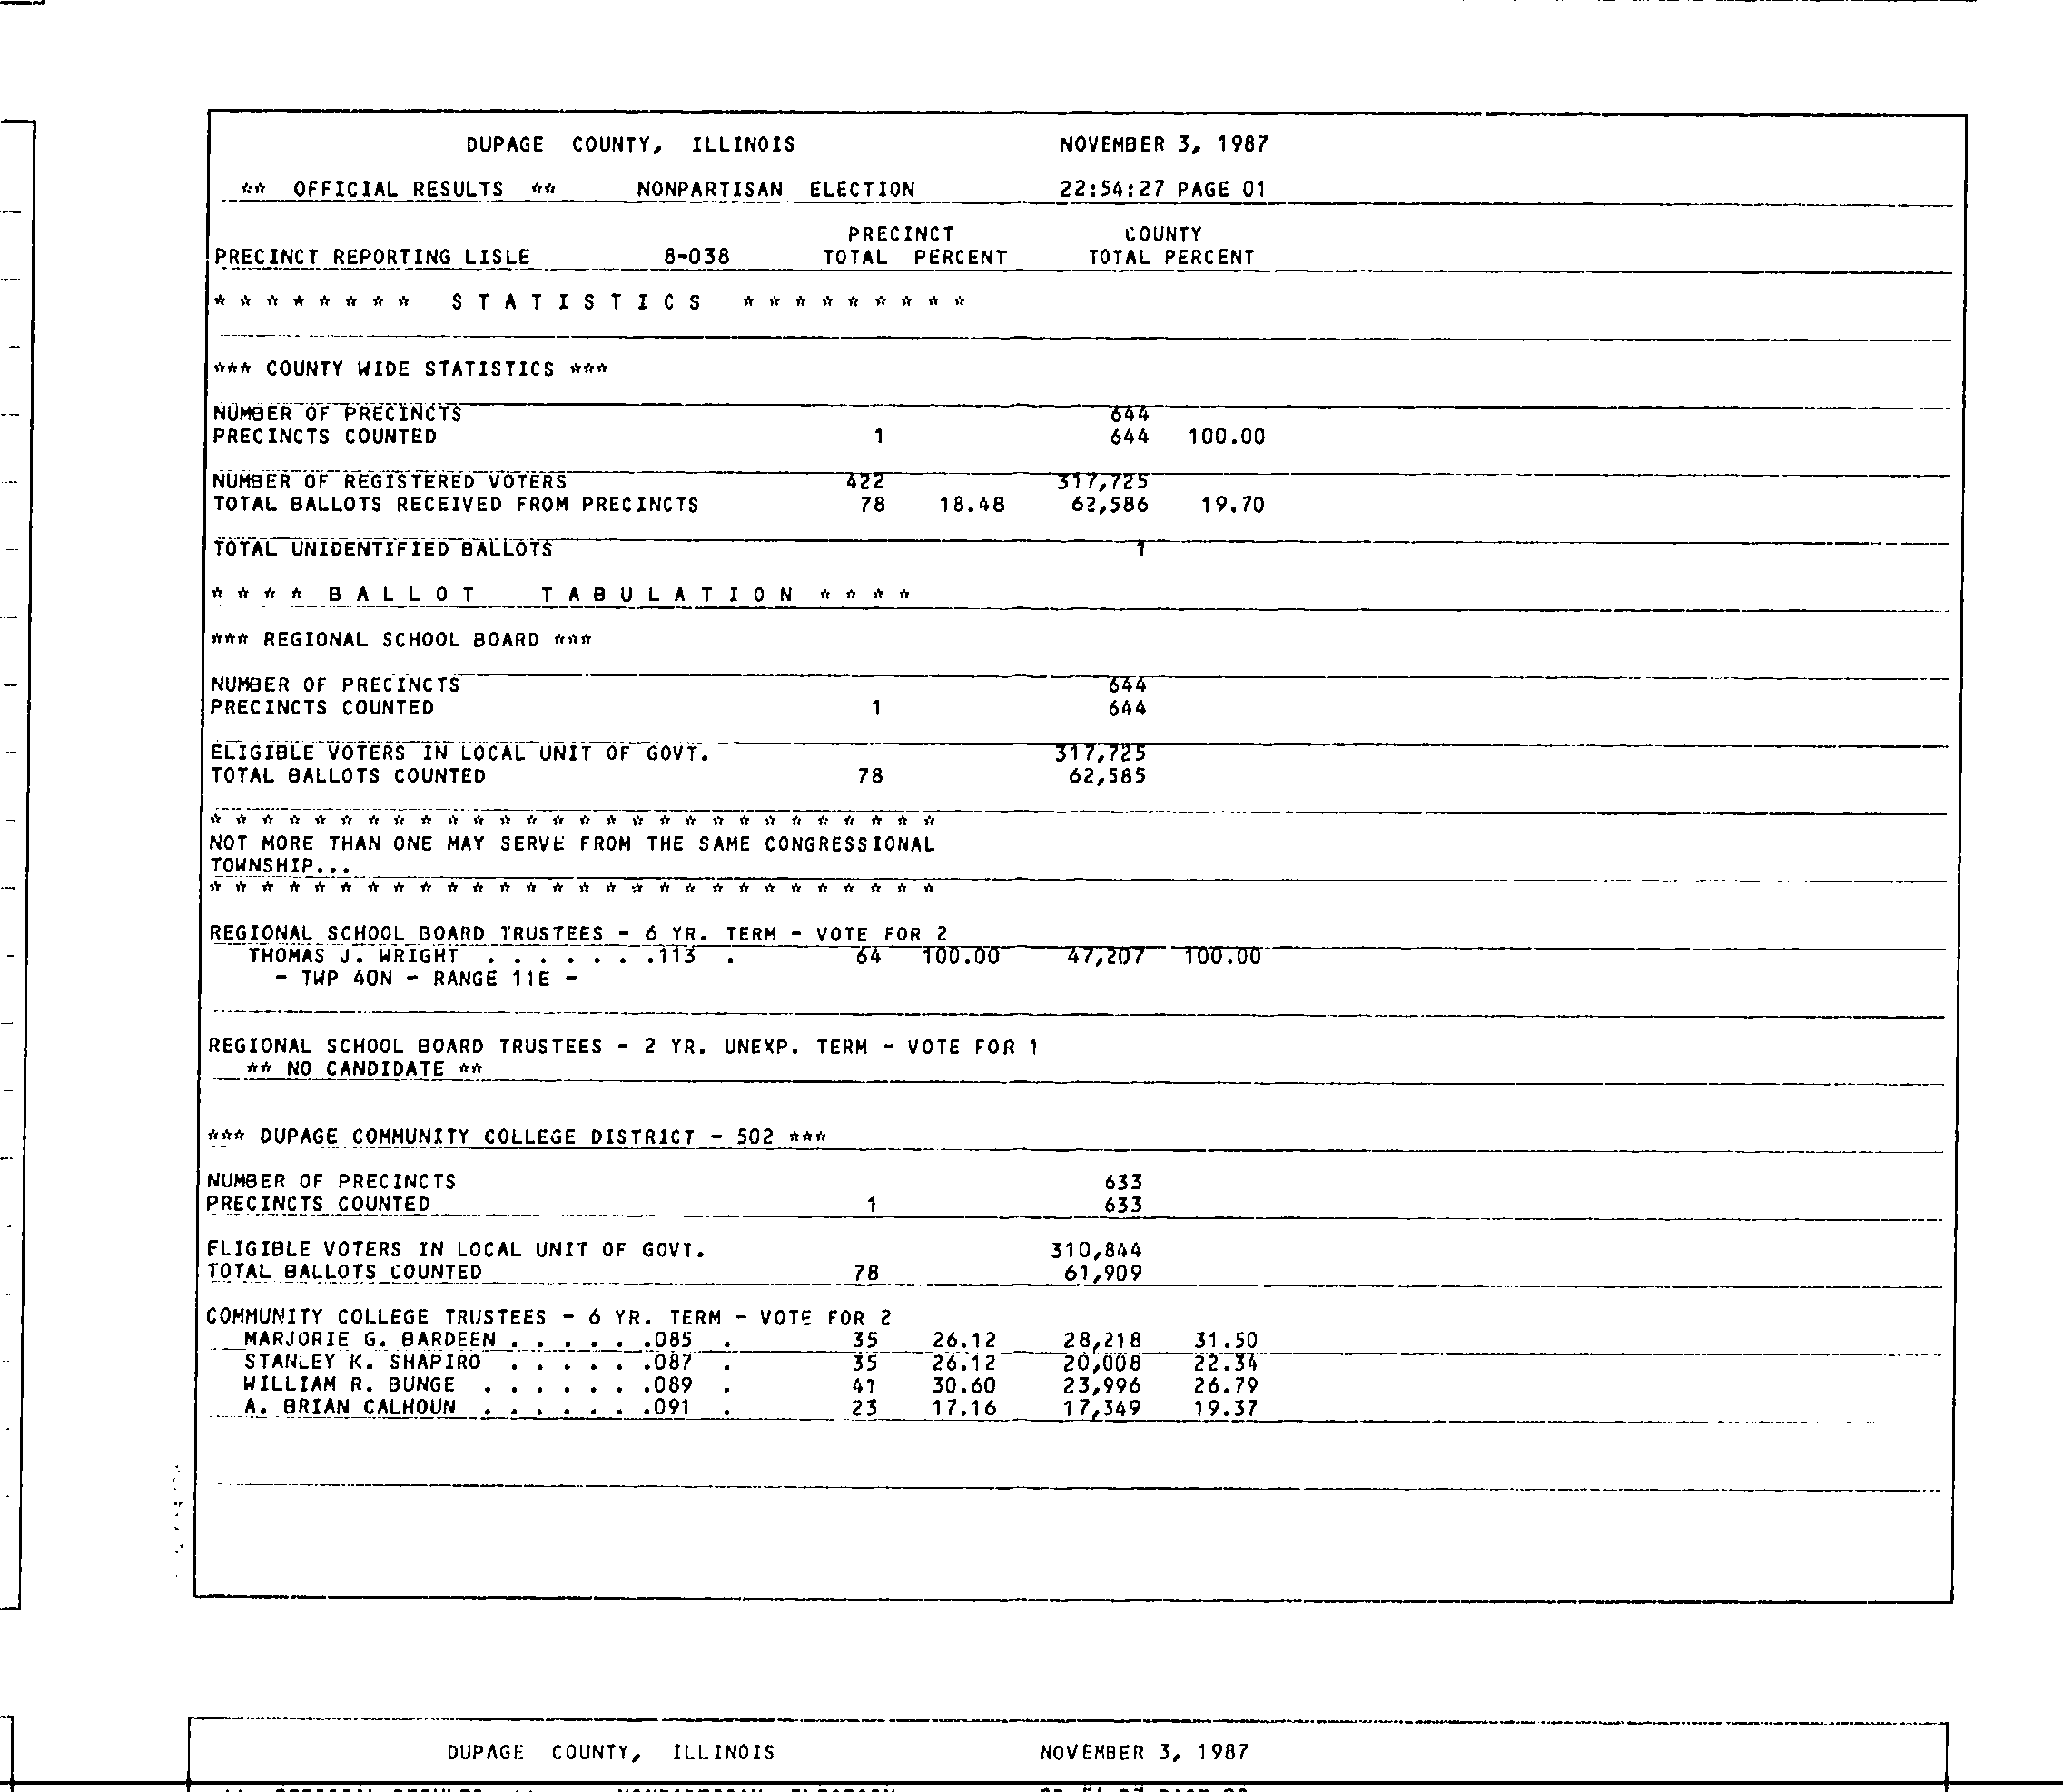 DUPAGE COUNTY, ILLINOIS NOVEMBER 3, 1987
** OFFICIAL RESULTS ** NONPARTISAN ELECTION 22:54:27 PAGE 01
PRECINCT COUNTY
PRECINCT REPORTING LISLE 8-038 TOTAL PERCENT TOTAL PERCENT
* * * * * * * * S T A T I S T I C S * * * * * * * * *
*** COUNTY WIDE STATISTICS ***
NUMBER OF PRECINCTS 644
PRECINCTS COUNTED 1 644 100.00
NUMBER OF REGISTERED VOTERS 422 317,725
TOTAL BALLOTS RECEIVED FROM PRECINCTS 78 18.48 62,586 19.70
TOTAL UNIDENTIFIED BALLOTS 1
* * * * B A L L O T T A B U L A T I O N * * * *
*** REGIONAL SCHOOL BOARD ***
NUMBER OF PRECINCTS 644
PRECINCTS COUNTED 1 644
ELIGIBLE VOTERS IN LOCAL UNIT OF GOVT. 317,725
TOTAL BALLOTS COUNTED 78 62,585
* * * * * * * * * * * * * * * * * * * * * * * * * * * *
NOT MORE THAN ONE MAY SERVE FROM THE SAME CONGRESSIONAL
TOWNSHIP...
* * * * * * * * * * * * * * * * * * * * * * * * * * * *
REGIONAL SCHOOL BOARD TRUSTEES - 6 YR. TERM - VOTE FOR 2
THOMAS J. WRIGHT . . . . . . .113 . 64 100.00 47,207 100.00
- TWP 40N - RANGE 11E -
REGIONAL SCHOOL BOARD TRUSTEES - 2 YR. UNEXP. TERM - VOTE FOR 1
** NO CANDIDATE **
*** DUPAGE COMMUNITY COLLEGE DISTRICT - 502 ***
NUMBER OF PRECINCTS 633
PRECINCTS COUNTED 1 633
ELIGIBLE VOTERS IN LOCAL UNIT OF GOVT. 310,844
TOTAL BALLOTS COUNTED 78 61,909
COMMUNITY COLLEGE TRUSTEES - 6 YR. TERM - VOTE FOR 2
MARJORIE G. BARDEEN . . . . . .085 . 35 26.12 28,218 31.50
STANLEY K. SHAPIRO . . . . . .087 . 35 26.12 20,008 22.34
WILLIAM R. BUNGE . . . . . . .089 . 41 30.60 23,996 26.79
A. BRIAN CALHOUN . . . . . . .091 . 23 17.16 17,349 19.37
DUPAGE COUNTY, ILLINOIS NOVEMBER 3, 1987